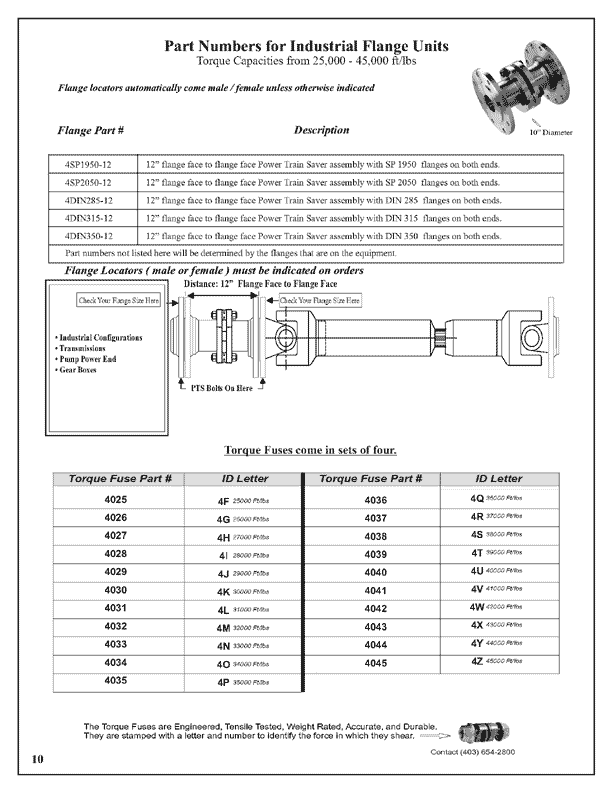 Part Numbers for Industrial Flange Units
Torque Capacities from 25,000 - 45,000 ft/lbs
Flange locators automatically come male / female unless otherwise indicated
10" Diameter
Flange Part # Description
4SP1950-12 12" flange face to flange face Power Train Saver assembly with SP 1950 flanges on both ends.
4SP2050-12 12" flange face to flange face Power Train Saver assembly with SP 2050 flanges on both ends.
4DIN285-12 12" flange face to flange face Power Train Saver assembly with DIN 285 flanges on both ends.
4DIN315-12 12" flange face to flange face Power Train Saver assembly with DIN 315 flanges on both ends.
4DIN350-12 12" flange face to flange face Power Train Saver assembly with DIN 350 flanges on both ends.
Part numbers not listed here will be determined by the flanges that are on the equipment.
Flange Locators ( male or female ) must be indicated on orders
Distance: 12" Flange Face to Flange Face
Check Your Flange Size Here
Check Your Flange Size Here
• Industrial Configurations
• Transmissions
• Pump Power End
• Gear Boxes
PTS Bolts On Here
Torque Fuses come in sets of four.
Torque Fuse Part # ID Letter Torque Fuse Part # ID Letter
4025 4F 25000 Ft/lbs 4036 4Q 36000 Ft/lbs
4026 4G 26000 Ft/lbs 4037 4R 37000 Ft/lbs
4027 4H 27000 Ft/lbs 4038 4S 38000 Ft/lbs
4028 4I 28000 Ft/lbs 4039 4T 39000 Ft/lbs
4029 4J 29000 Ft/lbs 4040 4U 40000 Ft/lbs
4030 4K 30000 Ft/lbs 4041 4V 41000 Ft/lbs
4031 4L 31000 Ft/lbs 4042 4W 42000 Ft/lbs
4032 4M 32000 Ft/lbs 4043 4X 43000 Ft/lbs
4033 4N 33000 Ft/lbs 4044 4Y 44000 Ft/lbs
4034 4O 34000 Ft/lbs 4045 4Z 45000 Ft/lbs
4035 4P 35000 Ft/lbs
The Torque Fuses are Engineered, Tensile Tested, Weight Rated, Accurate, and Durable.
They are stamped with a letter and number to identify the force in which they shear.
Contact (403) 654-2800
10